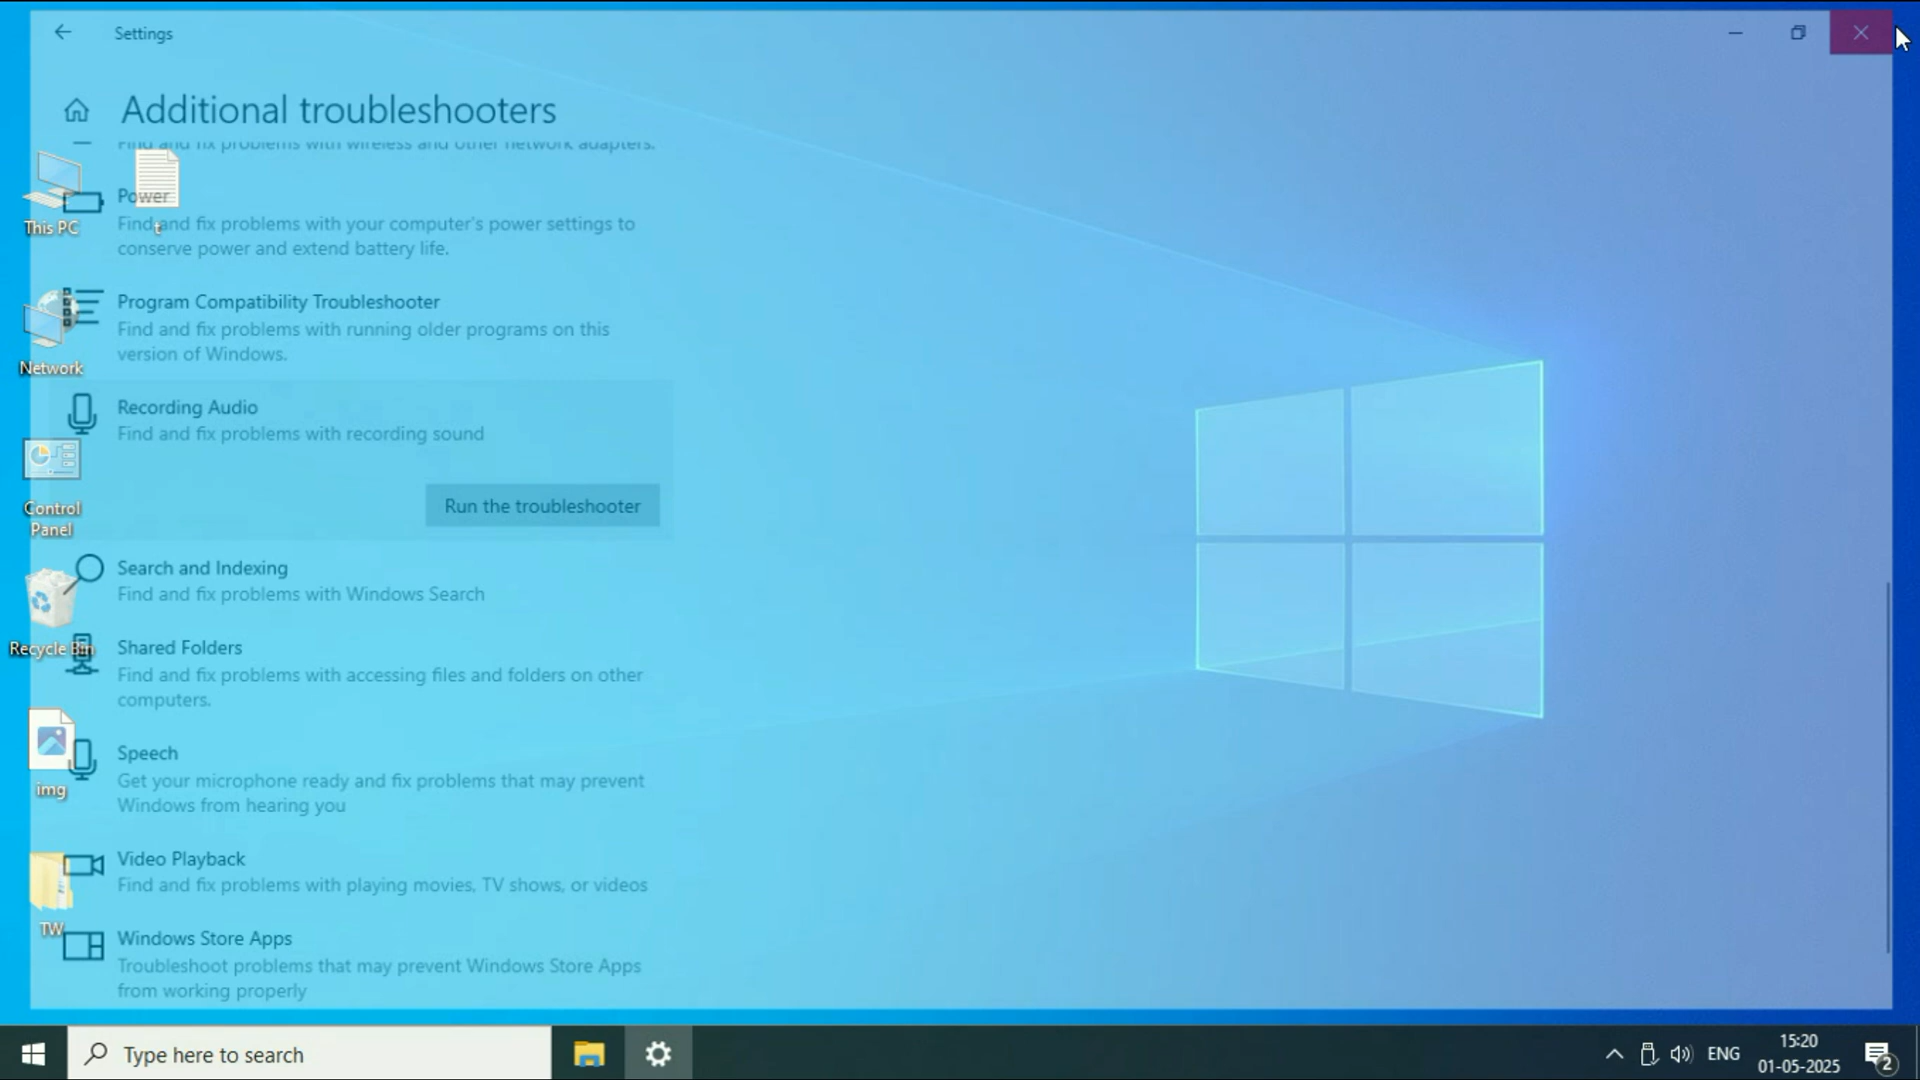 Settings
Additional troubleshooters
Find and fix problems with wireless and other network adapters.
Power
Find and fix problems with your computer's power settings to
conserve power and extend battery life.
Program Compatibility Troubleshooter
Find and fix problems with running older programs on this
version of Windows.
Recording Audio
Find and fix problems with recording sound
Run the troubleshooter
Search and Indexing
Find and fix problems with Windows Search
Shared Folders
Find and fix problems with accessing files and folders on other
computers.
Speech
Get your microphone ready and fix problems that may prevent
Windows from hearing you
Video Playback
Find and fix problems with playing movies, TV shows, or videos
Windows Store Apps
Troubleshoot problems that may prevent Windows Store Apps
from working properly
This PC
t
Network
Control
Panel
Recycle Bin
img
TW
Type here to search
ENG
15:20
01-05-2025
2